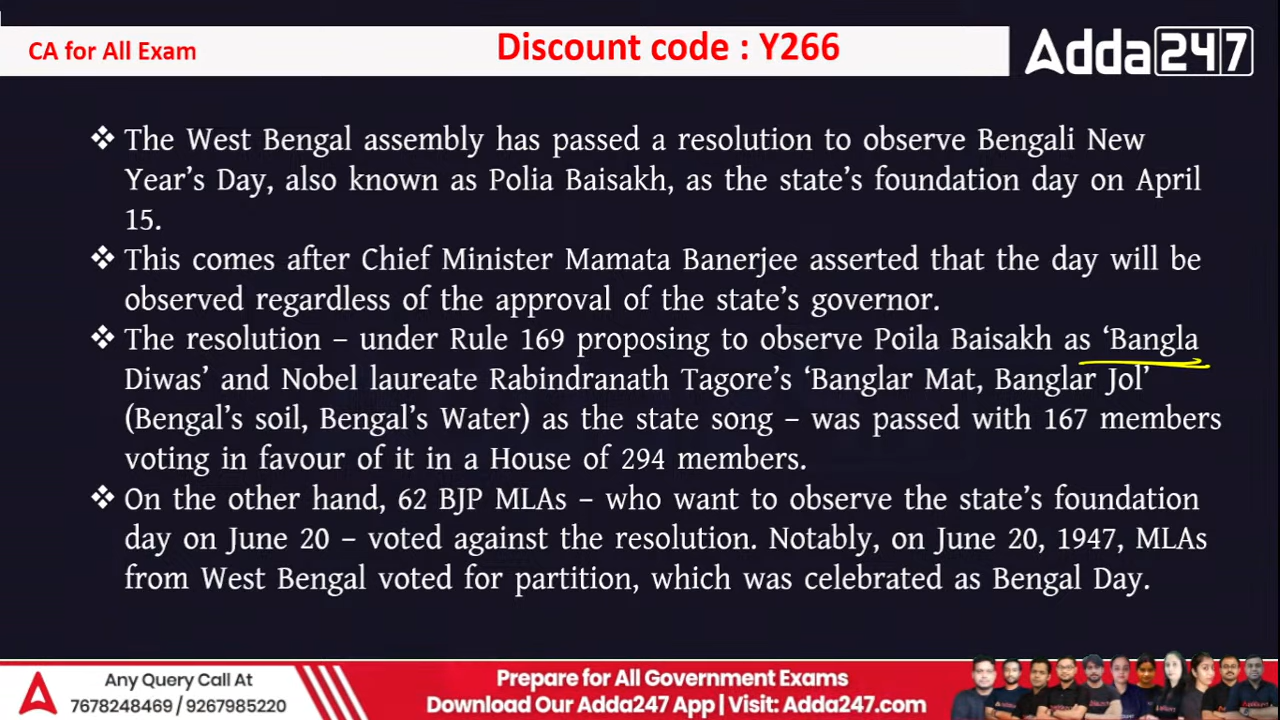 CA for All Exam
Discount code : Y266
Adda247
❖ The West Bengal assembly has passed a resolution to observe Bengali New
Year’s Day, also known as Polia Baisakh, as the state’s foundation day on April
15.
❖ This comes after Chief Minister Mamata Banerjee asserted that the day will be
observed regardless of the approval of the state’s governor.
❖ The resolution – under Rule 169 proposing to observe Poila Baisakh as ‘Bangla
Diwas’ and Nobel laureate Rabindranath Tagore’s ‘Banglar Mat, Banglar Jol’
(Bengal’s soil, Bengal’s Water) as the state song – was passed with 167 members
voting in favour of it in a House of 294 members.
❖ On the other hand, 62 BJP MLAs – who want to observe the state’s foundation
day on June 20 – voted against the resolution. Notably, on June 20, 1947, MLAs
from West Bengal voted for partition, which was celebrated as Bengal Day.
Any Query Call At
7678248469 / 9267985220
Prepare for All Government Exams
Download Our Adda247 App | Visit: Adda247.com